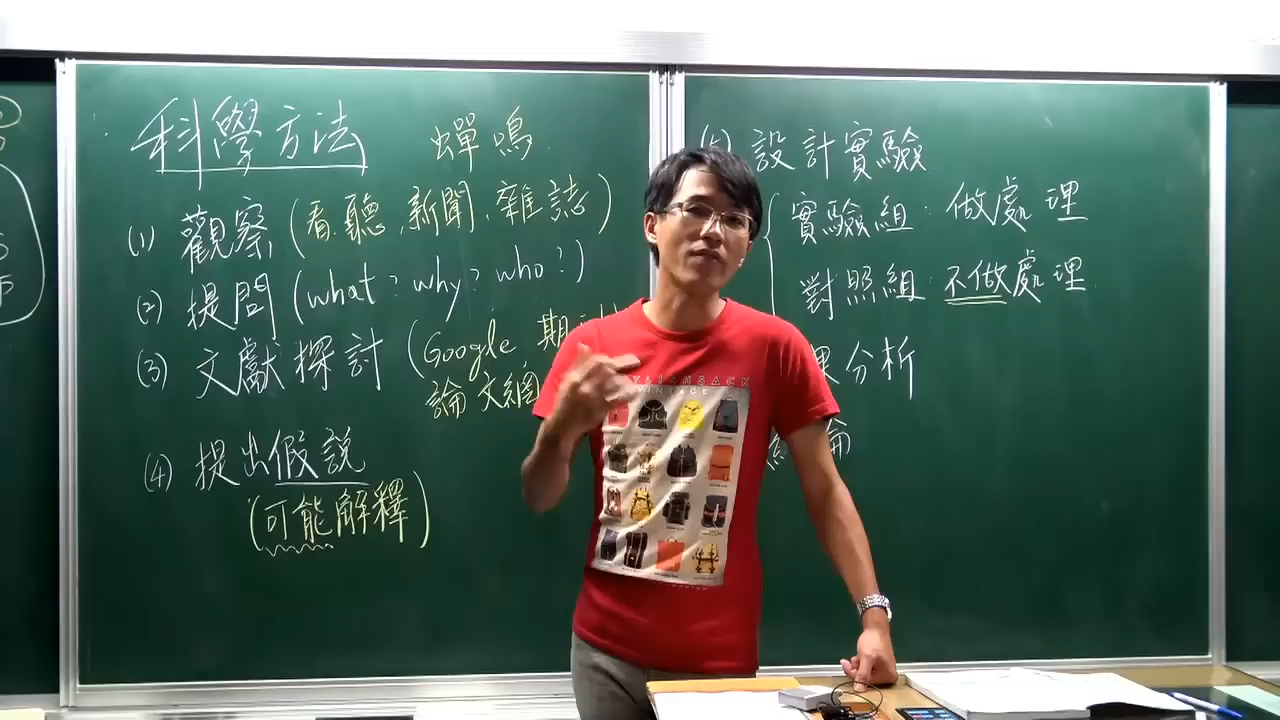 科學方法 蟬鳴
(1) 觀察(看.聽.新聞.雜誌)
(2) 提問(what?why?who?)
(3) 文獻探討(Google 期
論文網
(4) 提出假說
(可能解釋)
(5) 設計實驗
實驗組:做處理
對照組:不做處理
果分析
論
VINTAGE